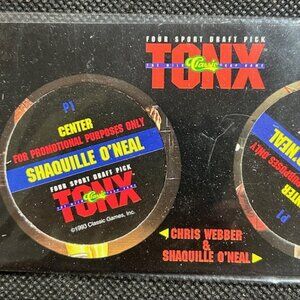 FOUR SPORT DRAFT PICK
Classic
TONX
P1
CENTER
FOR PROMOTIONAL PURPOSES ONLY
SHAQUILLE O'NEAL
FOUR SPORT DRAFT PICK
TONX
©1993 Classic Games, Inc.
CHRIS WEBBER
&
SHAQUILLE O'NEAL
P1